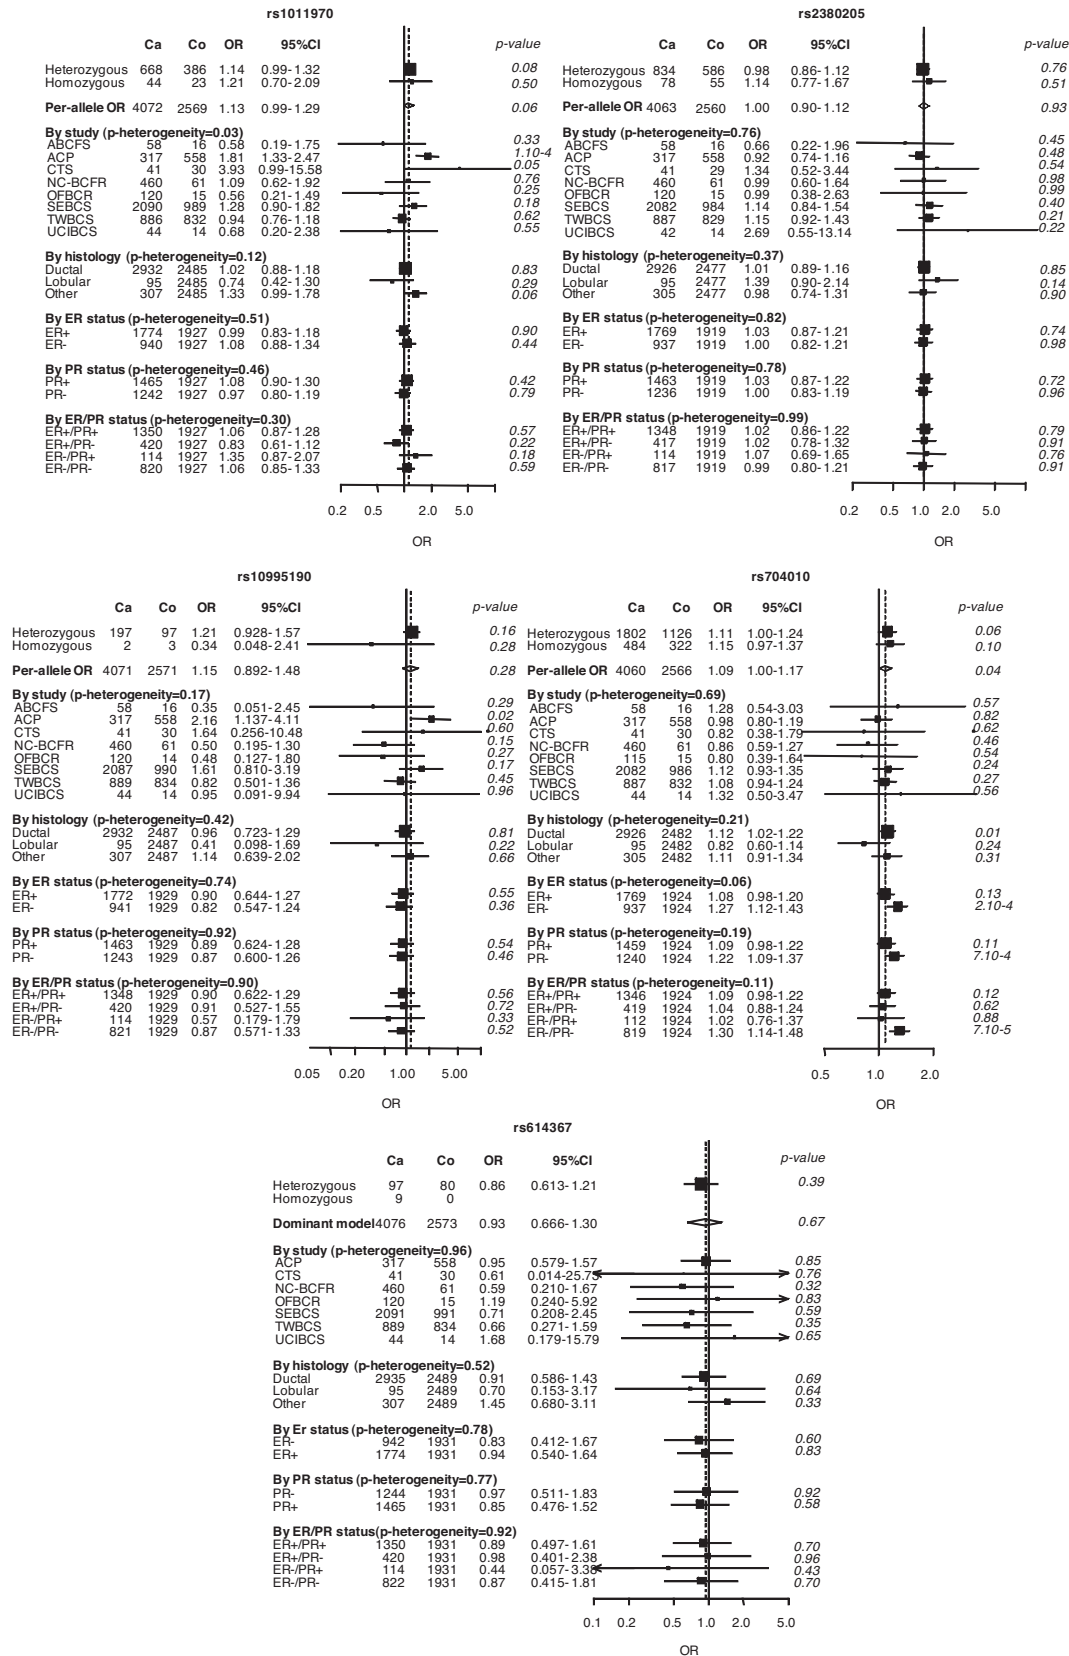 rs1011970
Ca Co OR 95%CI p-value
Heterozygous 668 386 1.14 0.99-1.32 0.08
Homozygous 44 23 1.21 0.70-2.09 0.50
Per-allele OR 4072 2569 1.13 0.99-1.29 0.06
By study (p-heterogeneity=0.03)
ABCFS 58 16 0.58 0.19-1.75 0.33
ACP 317 558 1.81 1.33-2.47 1.10-4
CTS 41 30 3.93 0.99-15.58 0.05
NC-BCFR 460 61 1.09 0.62-1.92 0.76
OFBCR 120 15 0.56 0.21-1.49 0.25
SEBCS 2090 989 1.28 0.90-1.82 0.18
TWBCS 886 832 0.94 0.76-1.18 0.62
UCIBCS 44 14 0.68 0.20-2.38 0.55
By histology (p-heterogeneity=0.12)
Ductal 2932 2485 1.02 0.88-1.18 0.83
Lobular 95 2485 0.74 0.42-1.30 0.29
Other 307 2485 1.33 0.99-1.78 0.06
By ER status (p-heterogeneity=0.51)
ER+ 1774 1927 0.99 0.83-1.18 0.90
ER- 940 1927 1.08 0.88-1.34 0.44
By PR status (p-heterogeneity=0.46)
PR+ 1465 1927 1.08 0.90-1.30 0.42
PR- 1242 1927 0.97 0.80-1.19 0.79
By ER/PR status (p-heterogeneity=0.30)
ER+/PR+ 1350 1927 1.06 0.87-1.28 0.57
ER+/PR- 420 1927 0.83 0.61-1.12 0.22
ER-/PR+ 114 1927 1.35 0.87-2.07 0.18
ER-/PR- 820 1927 1.06 0.85-1.33 0.59
0.2 0.5 1.0 2.0 5.0
OR
rs2380205
Ca Co OR 95%CI p-value
Heterozygous 834 586 0.98 0.86-1.12 0.76
Homozygous 78 55 1.14 0.77-1.67 0.51
Per-allele OR 4063 2560 1.00 0.90-1.12 0.93
By study (p-heterogeneity=0.76)
ABCFS 58 16 0.66 0.22-1.96 0.45
ACP 317 558 0.92 0.74-1.16 0.48
CTS 41 29 1.34 0.52-3.44 0.54
NC-BCFR 460 61 0.99 0.60-1.64 0.98
OFBCR 120 15 0.99 0.38-2.63 0.99
SEBCS 2082 984 1.14 0.84-1.54 0.40
TWBCS 887 829 1.15 0.92-1.43 0.21
UCIBCS 42 14 2.69 0.55-13.14 0.22
By histology (p-heterogeneity=0.37)
Ductal 2926 2477 1.01 0.89-1.16 0.85
Lobular 95 2477 1.39 0.90-2.14 0.14
Other 305 2477 0.98 0.74-1.31 0.90
By ER status (p-heterogeneity=0.82)
ER+ 1769 1919 1.03 0.87-1.21 0.74
ER- 937 1919 1.00 0.82-1.21 0.98
By PR status (p-heterogeneity=0.78)
PR+ 1463 1919 1.03 0.87-1.22 0.72
PR- 1236 1919 1.00 0.83-1.19 0.96
By ER/PR status (p-heterogeneity=0.99)
ER+/PR+ 1348 1919 1.02 0.86-1.22 0.79
ER+/PR- 417 1919 1.02 0.78-1.32 0.91
ER-/PR+ 114 1919 1.07 0.69-1.65 0.76
ER-/PR- 817 1919 0.99 0.80-1.21 0.91
0.2 0.5 1.0 2.0 5.0
OR
rs10995190
Ca Co OR 95%CI p-value
Heterozygous 197 97 1.21 0.928-1.57 0.16
Homozygous 2 3 0.34 0.048-2.41 0.28
Per-allele OR 4071 2571 1.15 0.892-1.48 0.28
By study (p-heterogeneity=0.17)
ABCFS 58 16 0.35 0.051-2.45 0.29
ACP 317 558 2.16 1.137-4.11 0.02
CTS 41 30 1.64 0.256-10.48 0.60
NC-BCFR 460 61 0.50 0.195-1.30 0.15
OFBCR 120 14 0.48 0.127-1.80 0.27
SEBCS 2087 990 1.61 0.810-3.19 0.17
TWBCS 889 834 0.82 0.501-1.36 0.45
UCIBCS 44 14 0.95 0.091-9.94 0.96
By histology (p-heterogeneity=0.42)
Ductal 2932 2487 0.96 0.723-1.29 0.81
Lobular 95 2487 0.41 0.098-1.69 0.22
Other 307 2487 1.14 0.639-2.02 0.66
By ER status (p-heterogeneity=0.74)
ER+ 1772 1929 0.90 0.644-1.27 0.55
ER- 941 1929 0.82 0.547-1.24 0.36
By PR status (p-heterogeneity=0.92)
PR+ 1463 1929 0.89 0.624-1.28 0.54
PR- 1243 1929 0.87 0.600-1.26 0.46
By ER/PR status (p-heterogeneity=0.90)
ER+/PR+ 1348 1929 0.90 0.622-1.29 0.56
ER+/PR- 420 1929 0.91 0.527-1.55 0.72
ER-/PR+ 114 1929 0.57 0.179-1.79 0.33
ER-/PR- 821 1929 0.87 0.571-1.33 0.52
0.05 0.20 1.00 5.00
OR
rs704010
Ca Co OR 95%CI p-value
Heterozygous 1802 1126 1.11 1.00-1.24 0.06
Homozygous 484 322 1.15 0.97-1.37 0.10
Per-allele OR 4060 2566 1.09 1.00-1.17 0.04
By study (p-heterogeneity=0.69)
ABCFS 58 16 1.28 0.54-3.03 0.57
ACP 317 558 0.98 0.80-1.19 0.82
CTS 41 30 0.82 0.38-1.79 0.62
NC-BCFR 460 61 0.86 0.59-1.27 0.46
OFBCR 115 15 0.80 0.39-1.64 0.54
SEBCS 2082 986 1.12 0.93-1.35 0.24
TWBCS 887 832 1.08 0.94-1.24 0.27
UCIBCS 44 14 1.32 0.50-3.47 0.56
By histology (p-heterogeneity=0.21)
Ductal 2926 2482 1.12 1.02-1.22 0.01
Lobular 95 2482 0.82 0.60-1.14 0.24
Other 305 2482 1.11 0.91-1.34 0.31
By ER status (p-heterogeneity=0.06)
ER+ 1769 1924 1.08 0.98-1.20 0.13
ER- 937 1924 1.27 1.12-1.43 2.10-4
By PR status (p-heterogeneity=0.19)
PR+ 1459 1924 1.09 0.98-1.22 0.11
PR- 1240 1924 1.22 1.09-1.37 7.10-4
By ER/PR status (p-heterogeneity=0.11)
ER+/PR+ 1346 1924 1.09 0.98-1.22 0.12
ER+/PR- 419 1924 1.04 0.88-1.24 0.62
ER-/PR+ 112 1924 1.02 0.76-1.37 0.88
ER-/PR- 819 1924 1.30 1.14-1.48 7.10-5
0.5 1.0 2.0
OR
rs614367
Ca Co OR 95%CI p-value
Heterozygous 97 80 0.86 0.613-1.21 0.39
Homozygous 9 0
Dominant model 4076 2573 0.93 0.666-1.30 0.67
By study (p-heterogeneity=0.96)
ACP 317 558 0.95 0.579-1.57 0.85
CTS 41 30 0.61 0.014-25.73 0.76
NC-BCFR 460 61 0.59 0.210-1.67 0.32
OFBCR 120 15 1.19 0.240-5.92 0.83
SEBCS 2091 991 0.71 0.208-2.45 0.59
TWBCS 889 834 0.66 0.271-1.59 0.35
UCIBCS 44 14 1.68 0.179-15.79 0.65
By histology (p-heterogeneity=0.52)
Ductal 2935 2489 0.91 0.586-1.43 0.69
Lobular 95 2489 0.70 0.153-3.17 0.64
Other 307 2489 1.45 0.680-3.11 0.33
By Er status (p-heterogeneity=0.78)
ER- 942 1931 0.83 0.412-1.67 0.60
ER+ 1774 1931 0.94 0.540-1.64 0.83
By PR status (p-heterogeneity=0.77)
PR- 1244 1931 0.97 0.511-1.83 0.92
PR+ 1465 1931 0.85 0.476-1.52 0.58
By ER/PR status(p-heterogeneity=0.92)
ER+/PR+ 1350 1931 0.89 0.497-1.61 0.70
ER+/PR- 420 1931 0.98 0.401-2.38 0.96
ER-/PR+ 114 1931 0.44 0.057-3.38 0.43
ER-/PR- 822 1931 0.87 0.415-1.81 0.70
0.1 0.2 0.5 1.0 2.0 5.0
OR